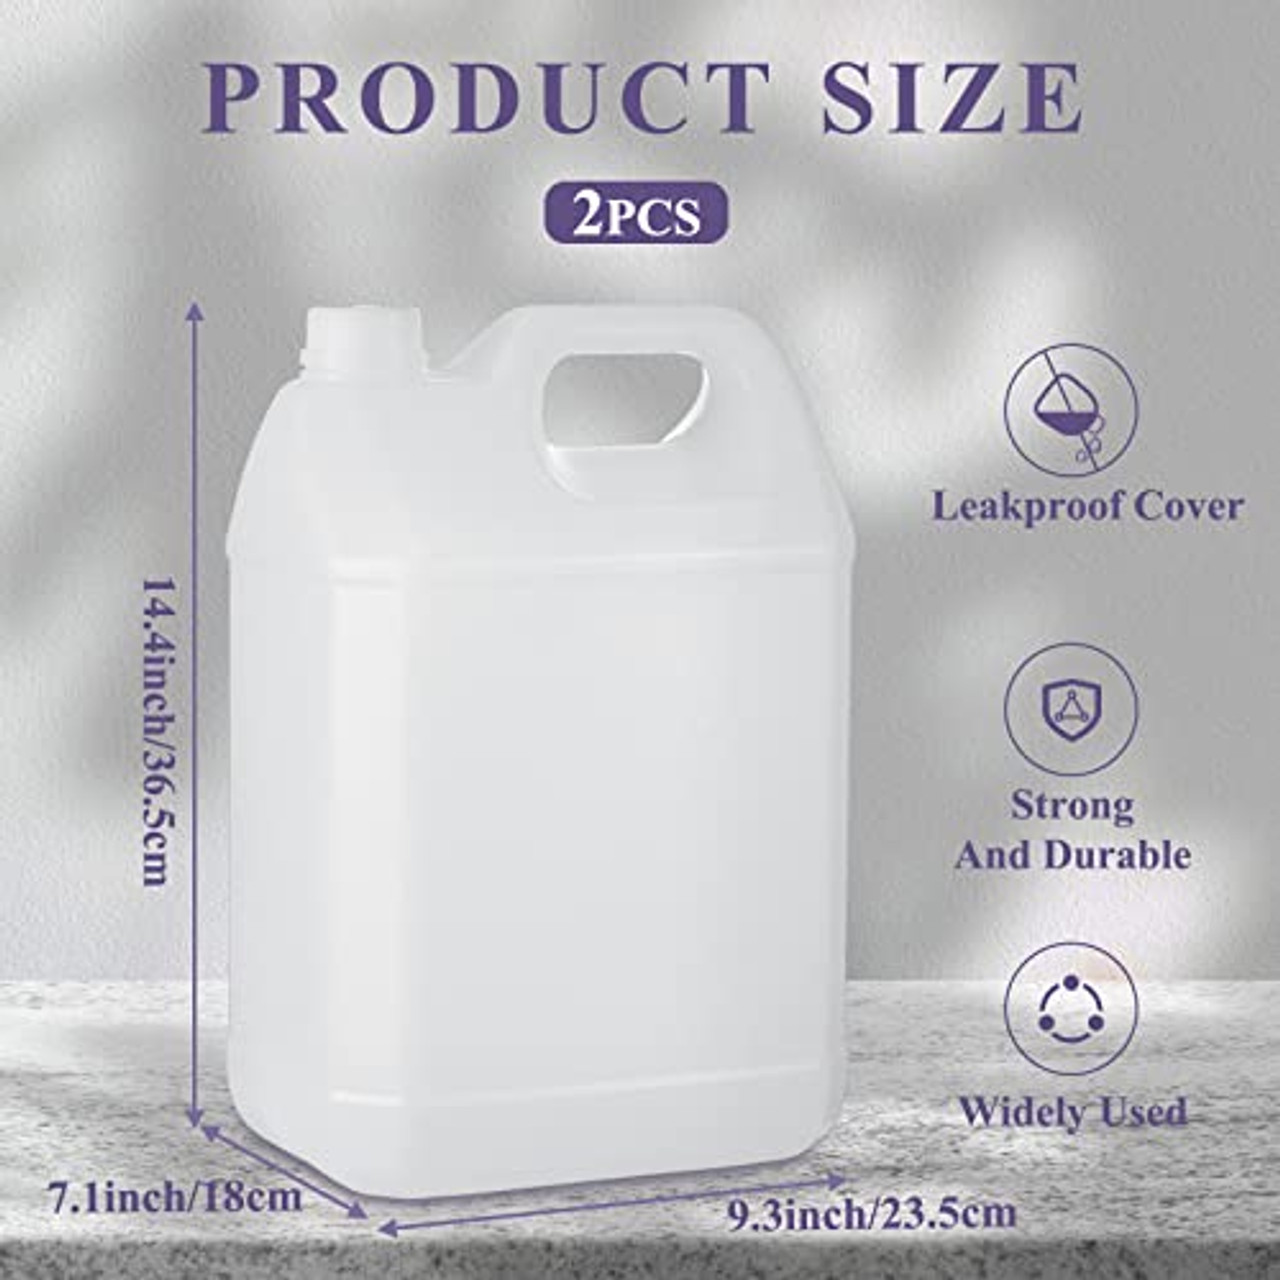 PRODUCT SIZE
2PCS
14.4inch/36.5cm
Leakproof Cover
Strong
And Durable
Widely Used
7.1inch/18cm
9.3inch/23.5cm